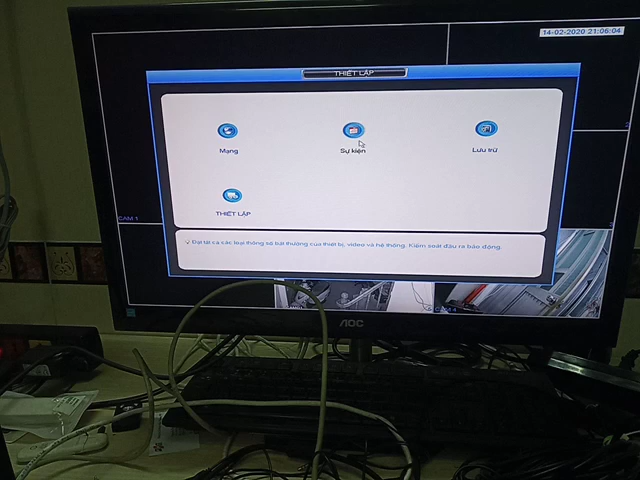 14-02-2020 21:06:04
THIẾT LẬP
Mạng
Sự kiện
Lưu trữ
THIẾT LẬP
CAM 1
Đặt tất cả các loại thông số bất thường của thiết bị, video và hệ thống. Kiểm soát đầu ra báo động.
CAM 4
AOC